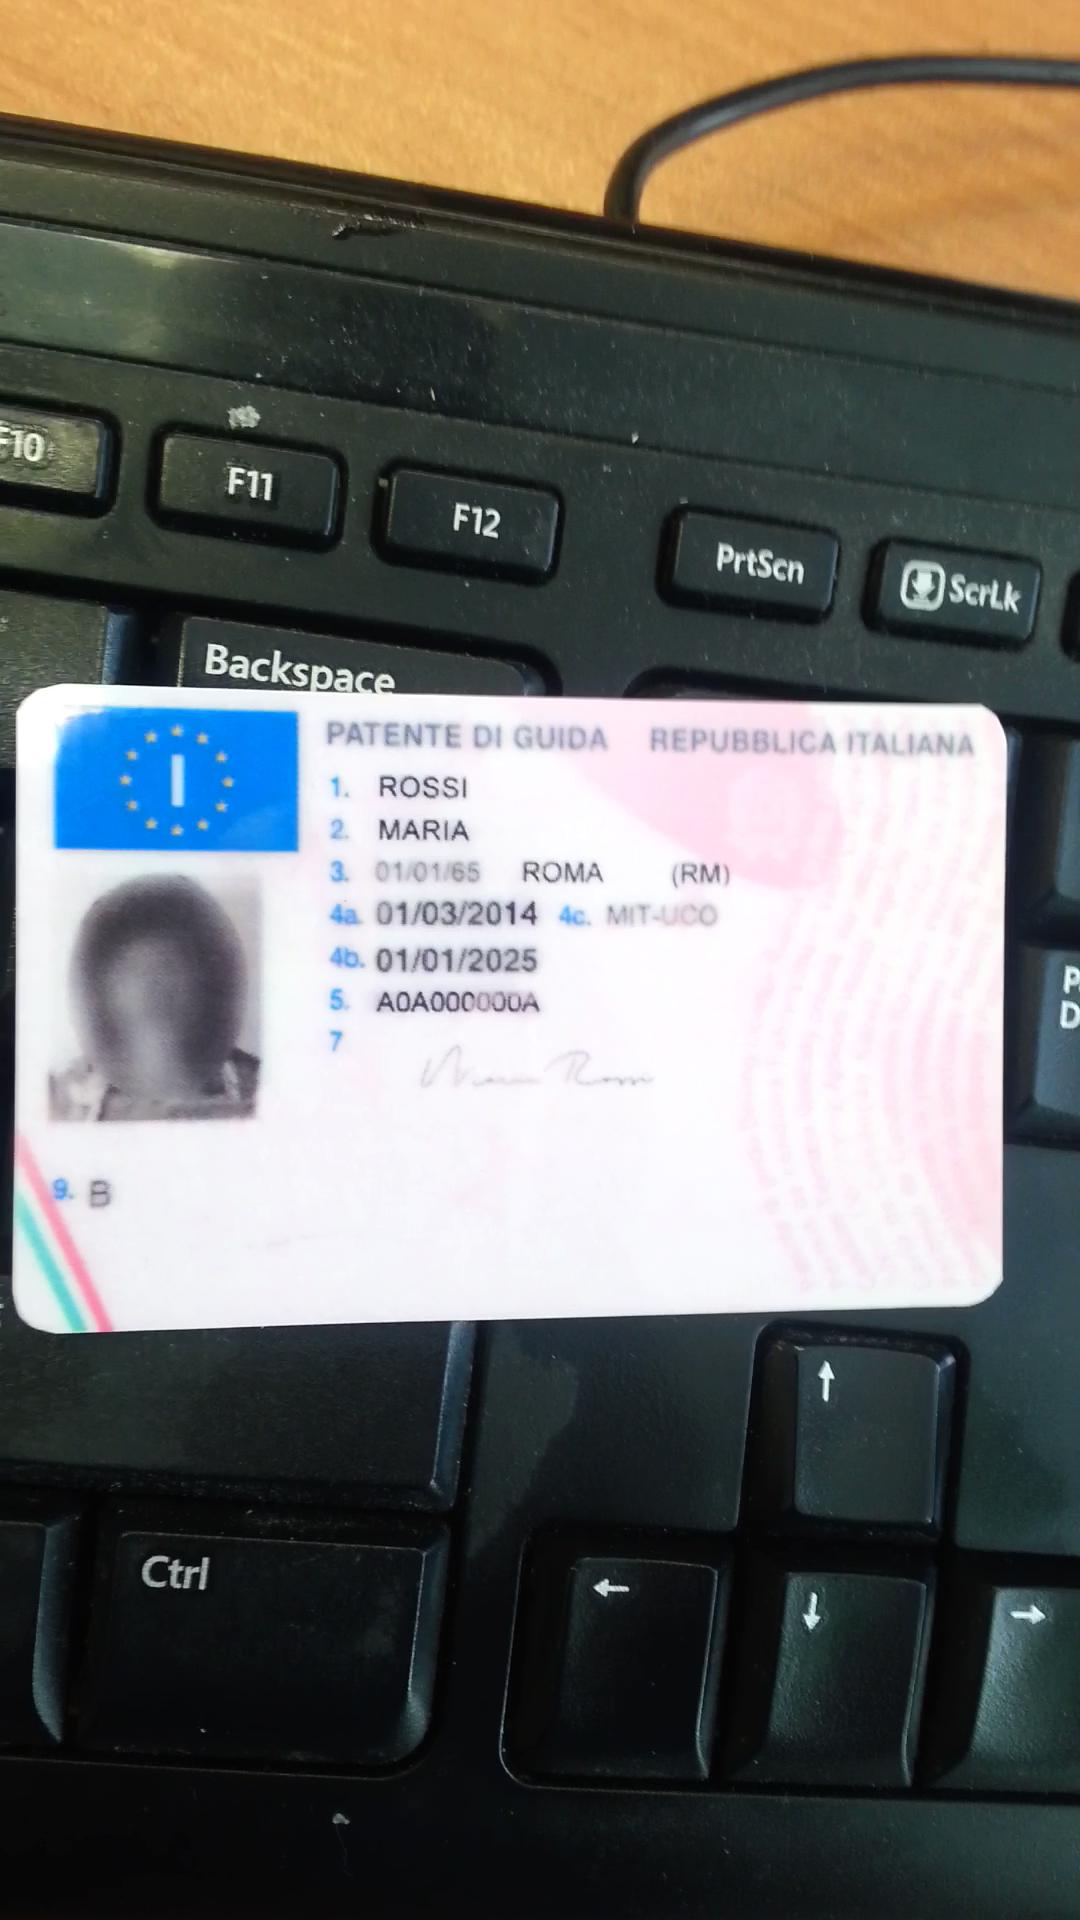 F10
F11
F12
PrtScn
ScrLk
Backspace
I
PATENTE DI GUIDA REPUBBLICA ITALIANA
1. ROSSI
2. MARIA
3. 01/01/65 ROMA (RM)
4a. 01/03/2014 4c. MIT-UCO
4b. 01/01/2025
5. A0A000000A
7
Maria Rossi
9. B
P
D
Ctrl
↑
← ↓ →